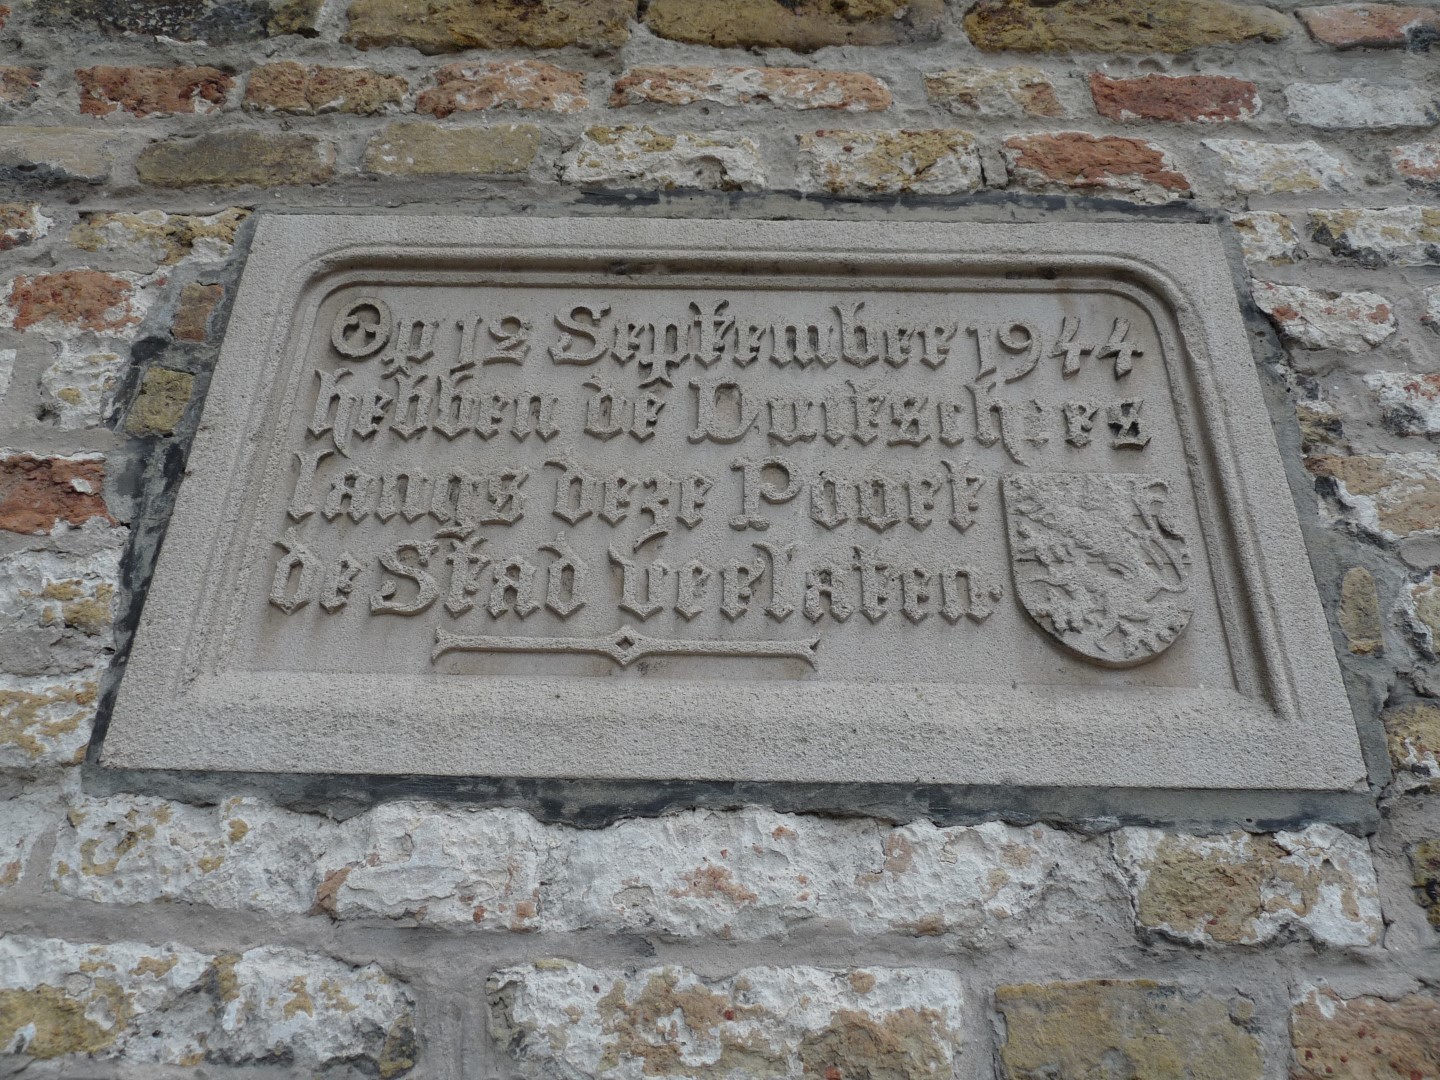 Op 12 September 1944
hebben de Duitschers
langs deze Poort
de Stad verlaten.